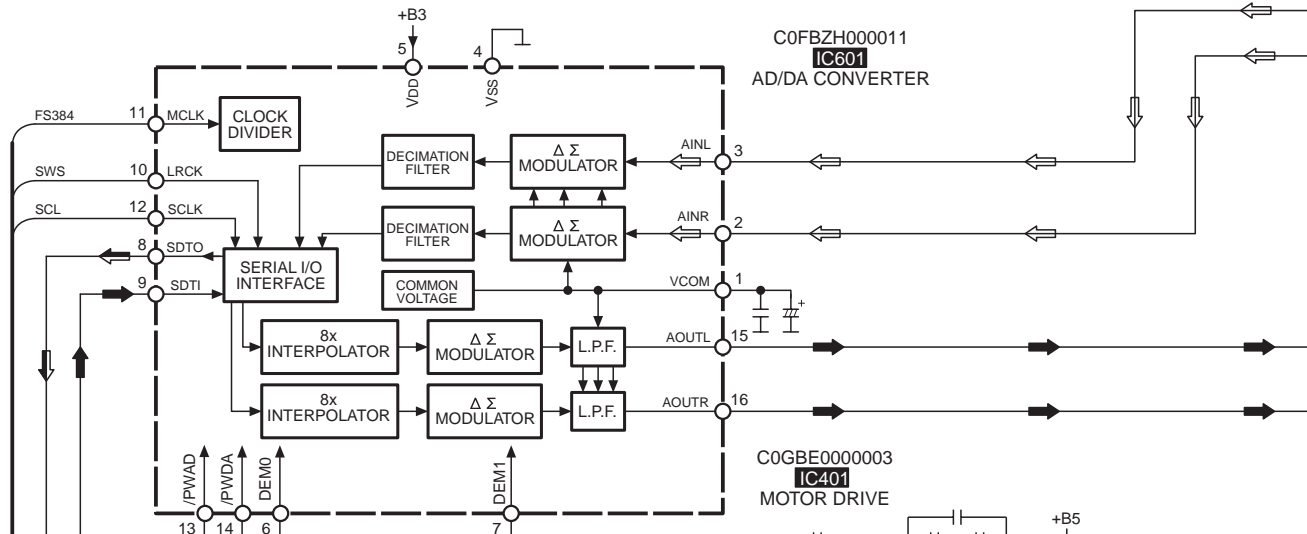 +B3
5
4
VDD
VSS
C0FBZH000011
IC601
AD/DA CONVERTER
FS384
11
MCLK
CLOCK
DIVIDER
SWS
10
LRCK
SCL
12
SCLK
8
SDTO
9
SDTI
SERIAL I/O
INTERFACE
DECIMATION
FILTER
Δ Σ
MODULATOR
AINL
3
DECIMATION
FILTER
Δ Σ
MODULATOR
AINR
2
COMMON
VOLTAGE
VCOM
1
+
8x
INTERPOLATOR
Δ Σ
MODULATOR
L.P.F.
AOUTL
15
8x
INTERPOLATOR
Δ Σ
MODULATOR
L.P.F.
AOUTR
16
/PWAD
/PWDA
DEM0
DEM1
13
14
6
7
C0GBE0000003
IC401
MOTOR DRIVE
+B5